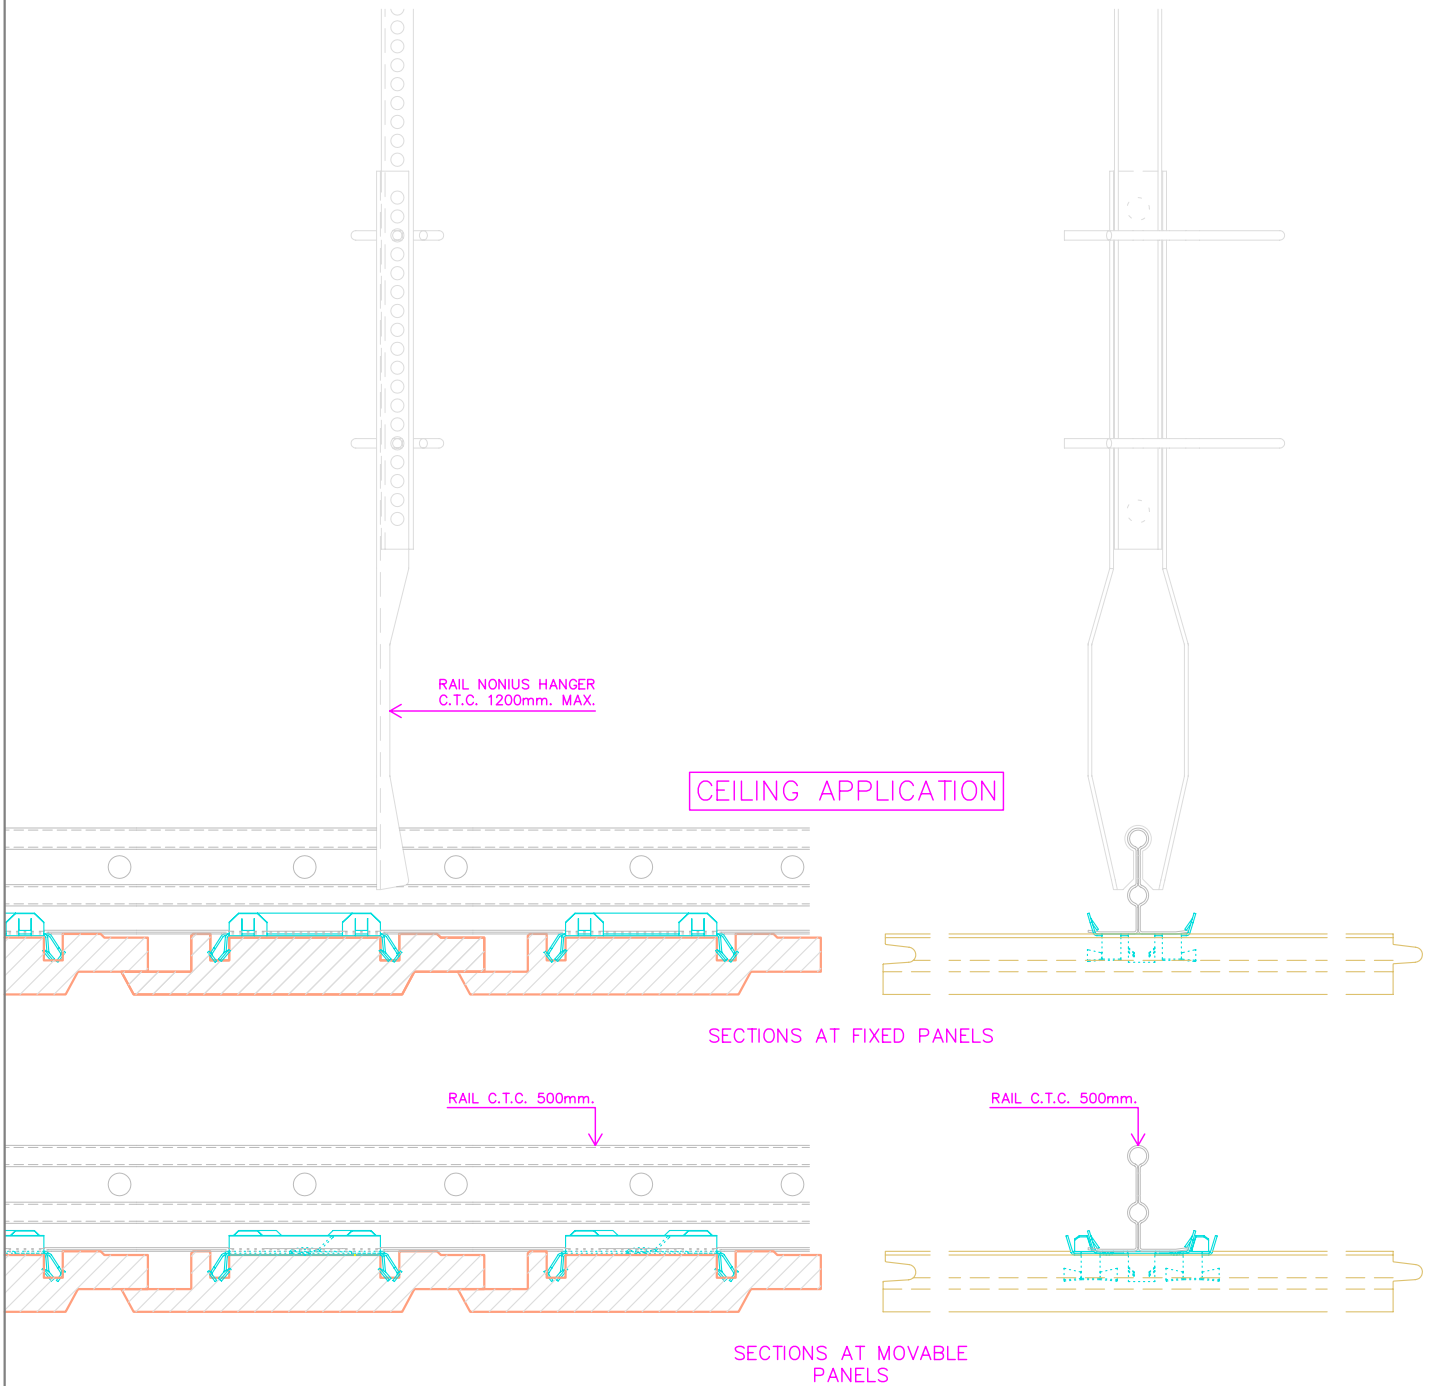 RAIL NONIUS HANGER
C.T.C. 1200mm. MAX.
CEILING APPLICATION
SECTIONS AT FIXED PANELS
RAIL C.T.C. 500mm.
RAIL C.T.C. 500mm.
SECTIONS AT MOVABLE
PANELS